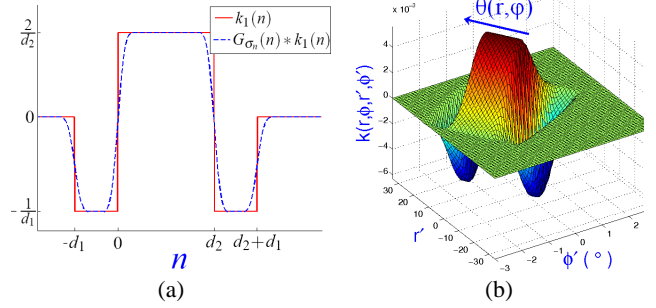 k₁(n)
G_σₙ(n) * k₁(n)
2/d₂
0
-1/d₁
-d₁ 0 d₂ d₂+d₁
n
(a)
x 10⁻³
θ(r,φ)
4
2
0
-2
-4
-6
k(r,ϕ,r′,ϕ′)
30
20
10
0
-10
-20
-30
r′
-3 -2 -1 0 1 2
ϕ′ (°)
(b)